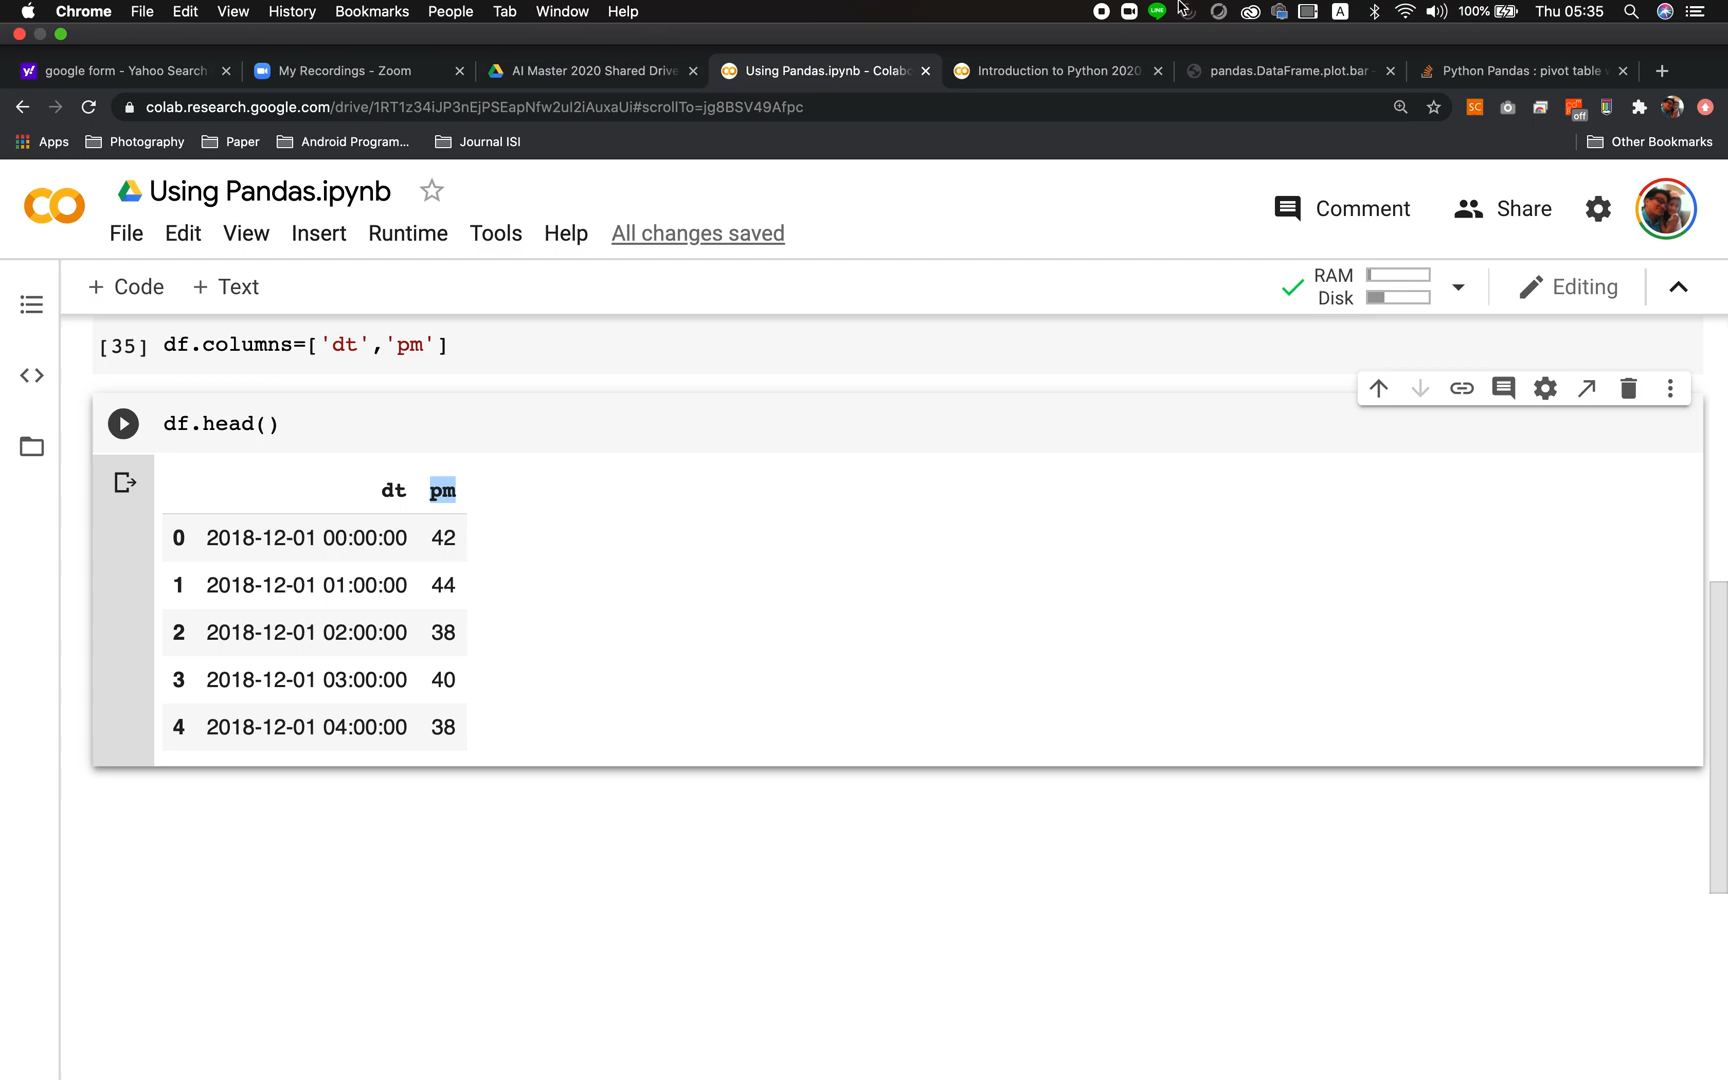 Chrome File Edit View History Bookmarks People Tab Window Help LINE A 100% Thu 05:35
google form - Yahoo Search My Recordings - Zoom AI Master 2020 Shared Drive Using Pandas.ipynb - Colabo Introduction to Python 2020 pandas.DataFrame.plot.bar - Python Pandas : pivot table
colab.research.google.com/drive/1RT1z34iJP3nEjPSEapNfw2uI2iAuxaUi#scrollTo=jg8BSV49Afpc SC off
Apps Photography Paper Android Program... Journal ISI Other Bookmarks
Using Pandas.ipynb
Comment Share
File Edit View Insert Runtime Tools Help All changes saved
+ Code + Text RAM Disk Editing
[35] df.columns=['dt','pm']
df.head()
dt pm
0 2018-12-01 00:00:00 42
1 2018-12-01 01:00:00 44
2 2018-12-01 02:00:00 38
3 2018-12-01 03:00:00 40
4 2018-12-01 04:00:00 38